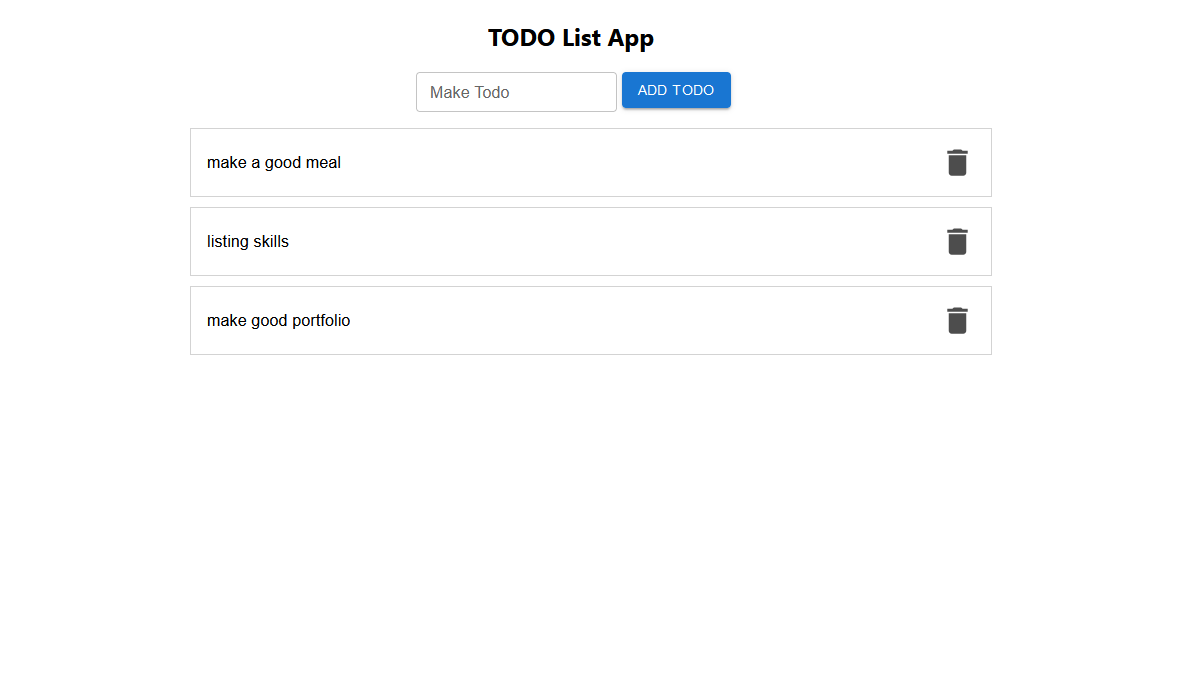 TODO List App
Make Todo
ADD TODO
make a good meal
listing skills
make good portfolio